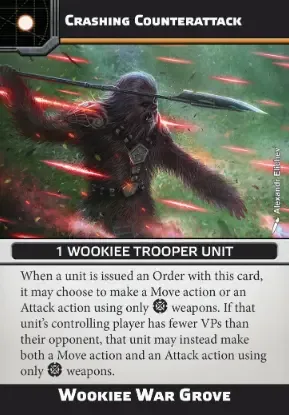 Crashing Counterattack
Alexandr Elichev
1 WOOKIEE TROOPER UNIT
When a unit is issued an Order with this card,
it may choose to make a Move action or an
Attack action using only weapons. If that
unit's controlling player has fewer VPs than
their opponent, that unit may instead make
both a Move action and an Attack action using
only weapons.
Wookiee War Grove